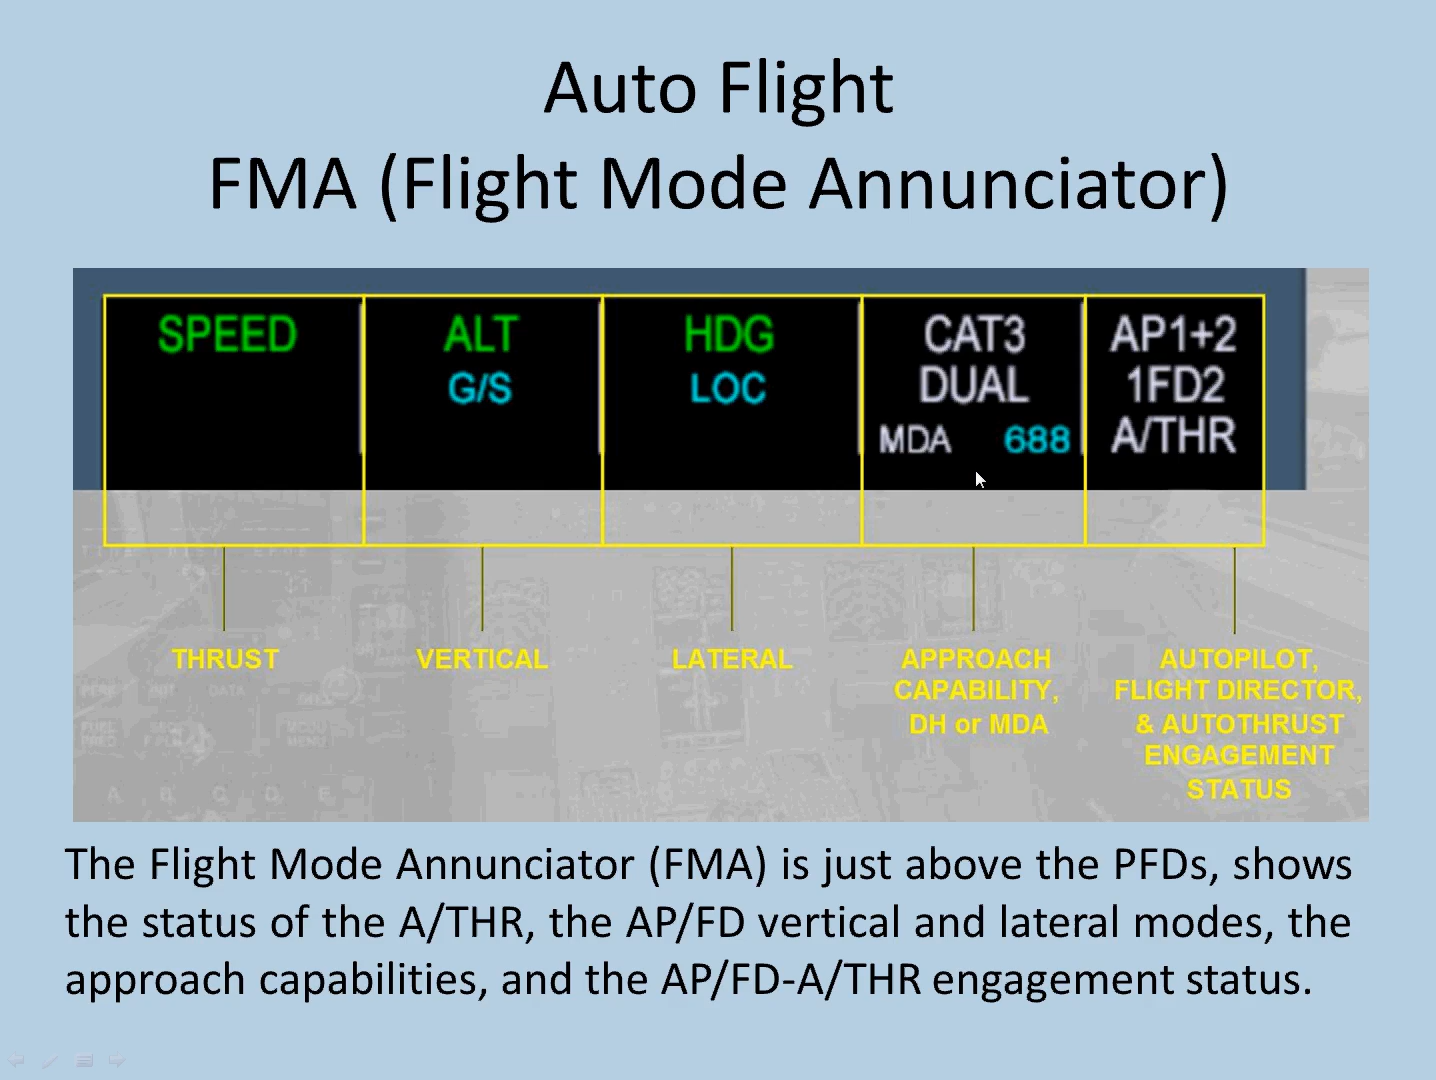 Auto Flight
FMA (Flight Mode Annunciator)
SPEED
ALT
G/S
HDG
LOC
CAT3
DUAL
MDA 688
AP1+2
1FD2
A/THR
THRUST
VERTICAL
LATERAL
APPROACH
CAPABILITY,
DH or MDA
AUTOPILOT,
FLIGHT DIRECTOR,
& AUTOTHRUST
ENGAGEMENT
STATUS
The Flight Mode Annunciator (FMA) is just above the PFDs, shows
the status of the A/THR, the AP/FD vertical and lateral modes, the
approach capabilities, and the AP/FD-A/THR engagement status.